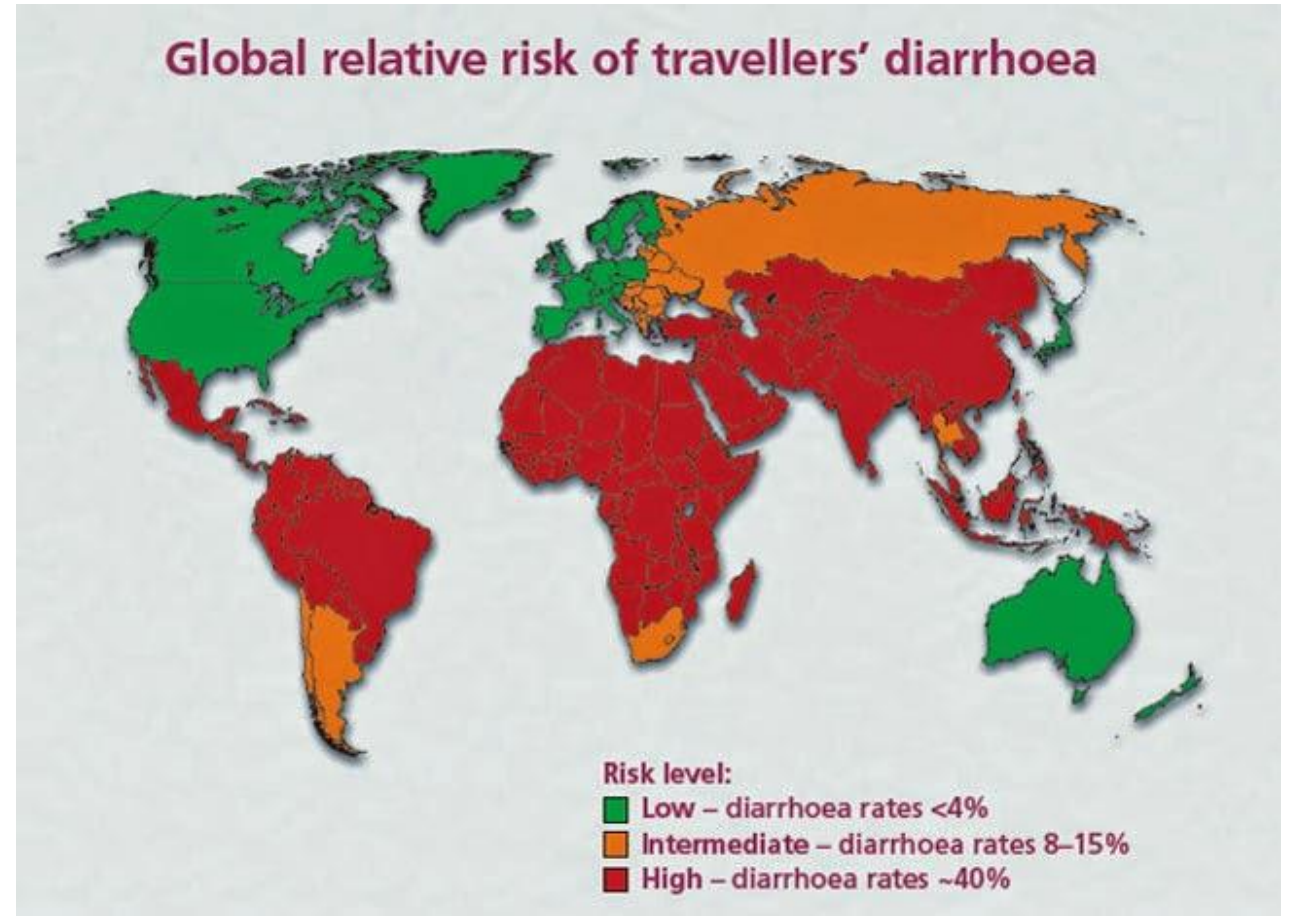 Global relative risk of travellers’ diarrhoea
Risk level:
Low – diarrhoea rates <4%
Intermediate – diarrhoea rates 8–15%
High – diarrhoea rates ~40%